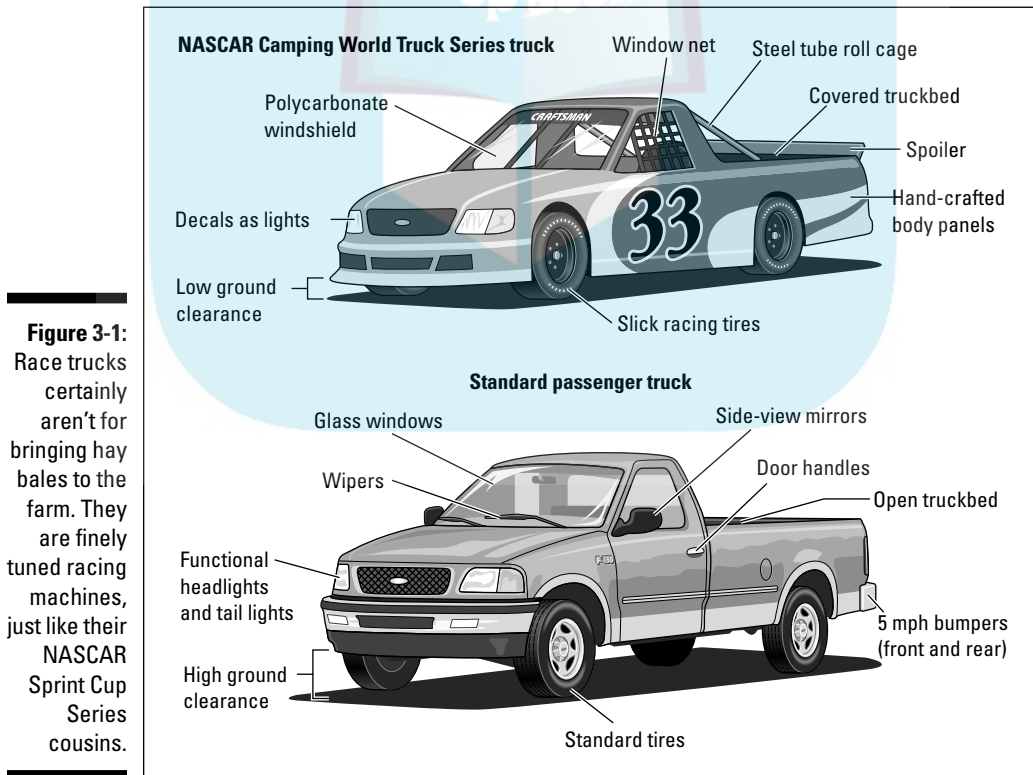 NASCAR Camping World Truck Series truck
Window net
Steel tube roll cage
Polycarbonate
windshield
Covered truckbed
CRAFTSMAN
Spoiler
Decals as lights
33
Hand-crafted
body panels
Low ground
clearance
Slick racing tires
Figure 3-1:
Race trucks
certainly
aren't for
bringing hay
bales to the
farm. They
are finely
tuned racing
machines,
just like their
NASCAR
Sprint Cup
Series
cousins.
Standard passenger truck
Glass windows
Side-view mirrors
Wipers
Door handles
Open truckbed
Functional
headlights
and tail lights
5 mph bumpers
(front and rear)
High ground
clearance
Standard tires